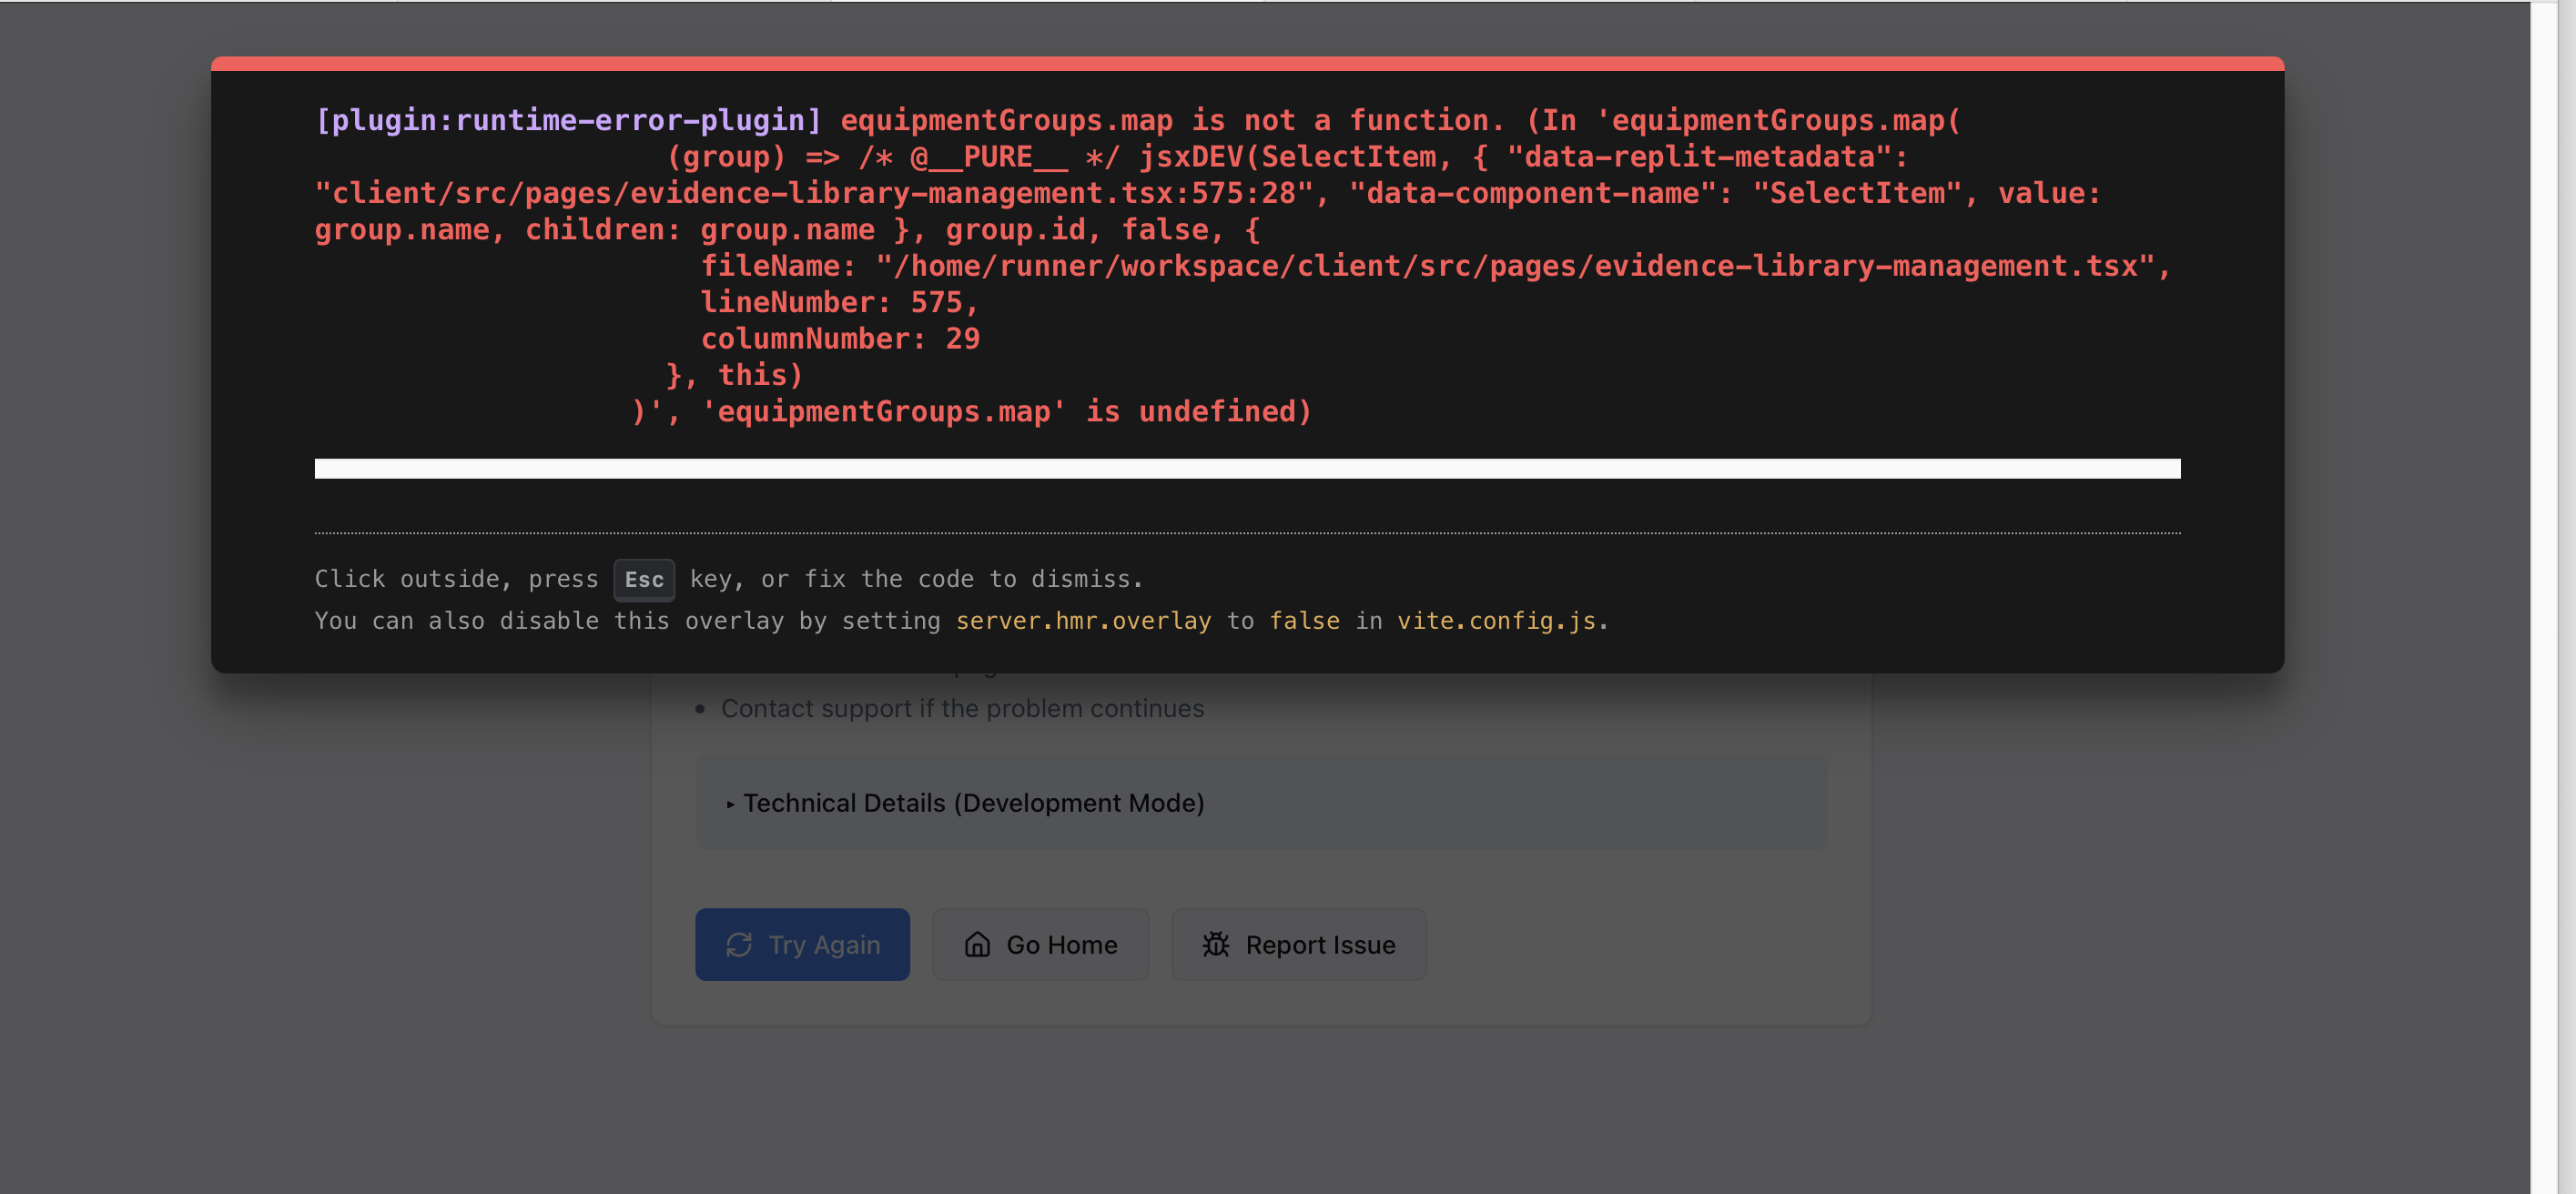 [plugin:runtime-error-plugin] equipmentGroups.map is not a function. (In 'equipmentGroups.map(
(group) => /* @__PURE__ */ jsxDEV(SelectItem, { "data-replit-metadata":
"client/src/pages/evidence-library-management.tsx:575:28", "data-component-name": "SelectItem", value:
group.name, children: group.name }, group.id, false, {
fileName: "/home/runner/workspace/client/src/pages/evidence-library-management.tsx",
lineNumber: 575,
columnNumber: 29
}, this)
)', 'equipmentGroups.map' is undefined)
Click outside, press Esc key, or fix the code to dismiss.
You can also disable this overlay by setting server.hmr.overlay to false in vite.config.js.
• Contact support if the problem continues
▸ Technical Details (Development Mode)
Try Again
Go Home
Report Issue